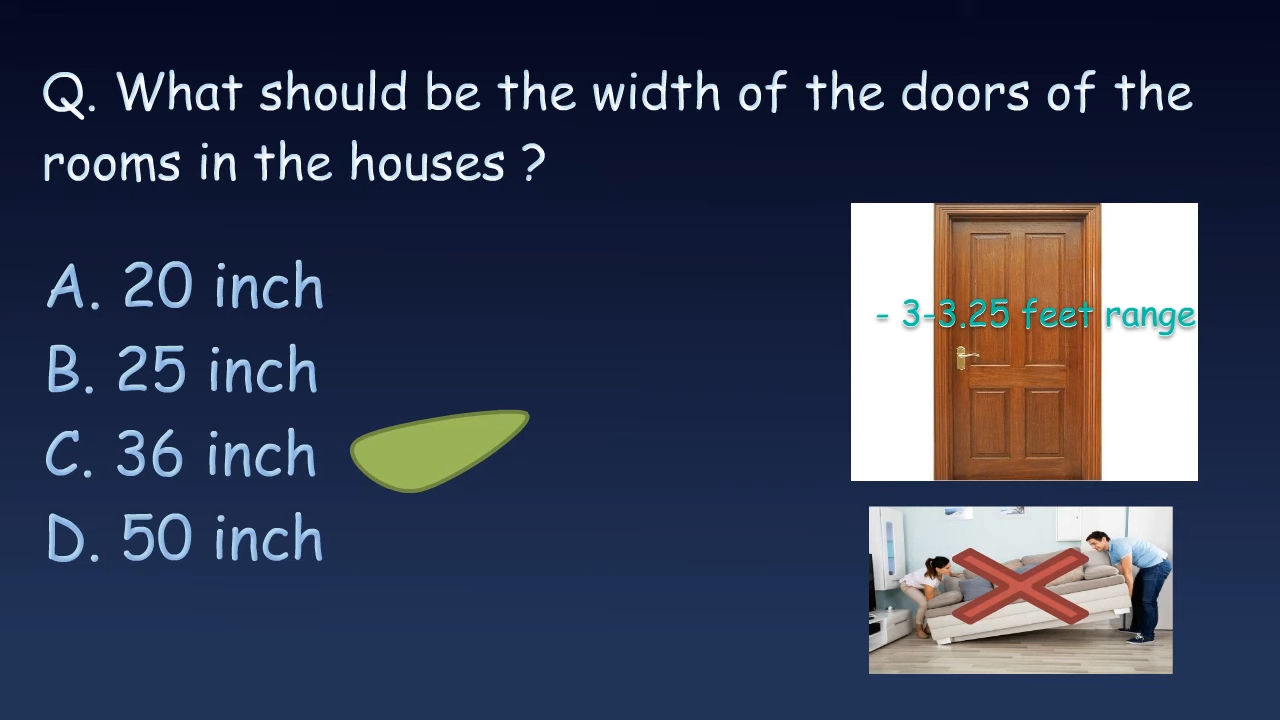 Q. What should be the width of the doors of the
rooms in the houses ?
A. 20 inch
B. 25 inch
C. 36 inch
D. 50 inch
- 3-3.25 feet range